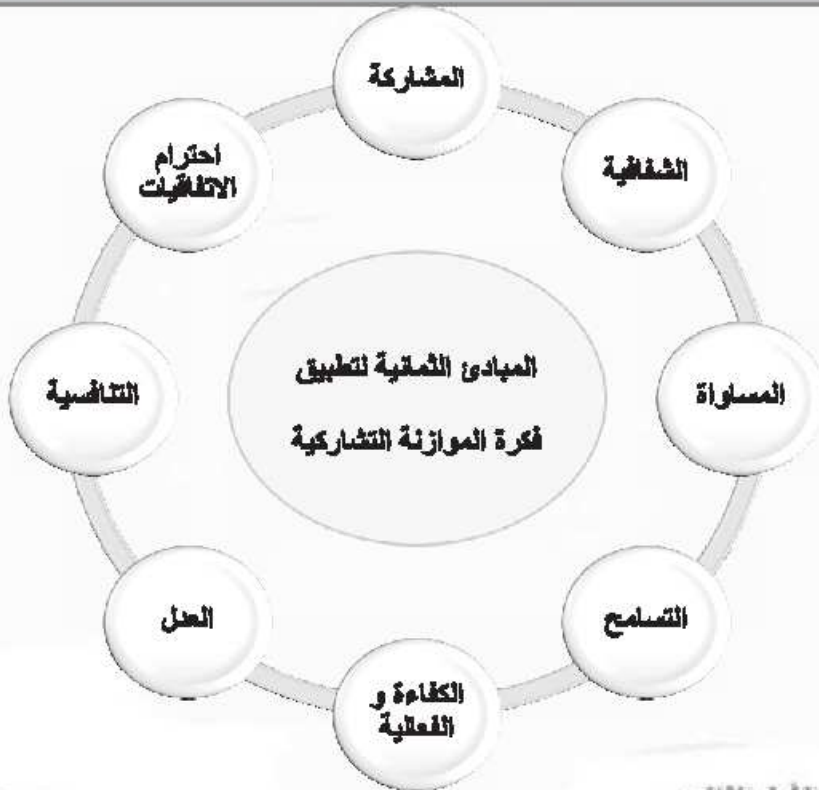 المشاركة
الشفافية
المساواة
التسامح
الكفاءة و
الفعالية
العدل
التنافسية
احترام
الاتفاقيات
المبادئ الثمانية لتطبيق
فكرة الموازنة التشاركية